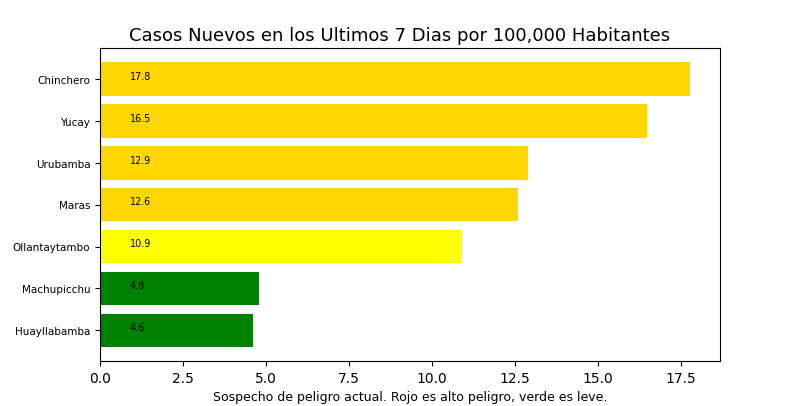 Casos Nuevos en los Ultimos 7 Dias por 100,000 Habitantes
Chinchero 17.8
Yucay 16.5
Urubamba 12.9
Maras 12.6
Ollantaytambo 10.9
Machupicchu 4.8
Huayllabamba 4.6
0.0 2.5 5.0 7.5 10.0 12.5 15.0 17.5
Sospecho de peligro actual. Rojo es alto peligro, verde es leve.